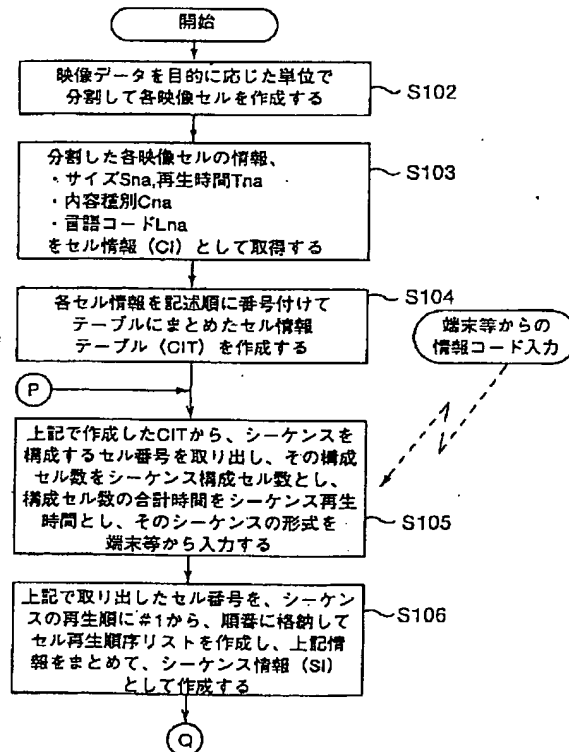 開始
映像データを目的に応じた単位で
分割して各映像セルを作成する
S102
分割した各映像セルの情報、
・サイズSna,再生時間Tna
・内容種別Cna
・言語コードLna
をセル情報（CI）として取得する
S103
各セル情報を記述順に番号付けて
テーブルにまとめたセル情報
テーブル（CIT）を作成する
S104
端末等からの
情報コード入力
P
上記で作成したCITから、シーケンスを
構成するセル番号を取り出し、その構成
セル数をシーケンス構成セル数とし、
構成セル数の合計時間をシーケンス再生
時間とし、そのシーケンスの形式を
端末等から入力する
S105
上記で取り出したセル番号を、シーケン
スの再生順に#1から、順番に格納して
セル再生順序リストを作成し、上記情
報をまとめて、シーケンス情報（SI）
として作成する
S106
Q